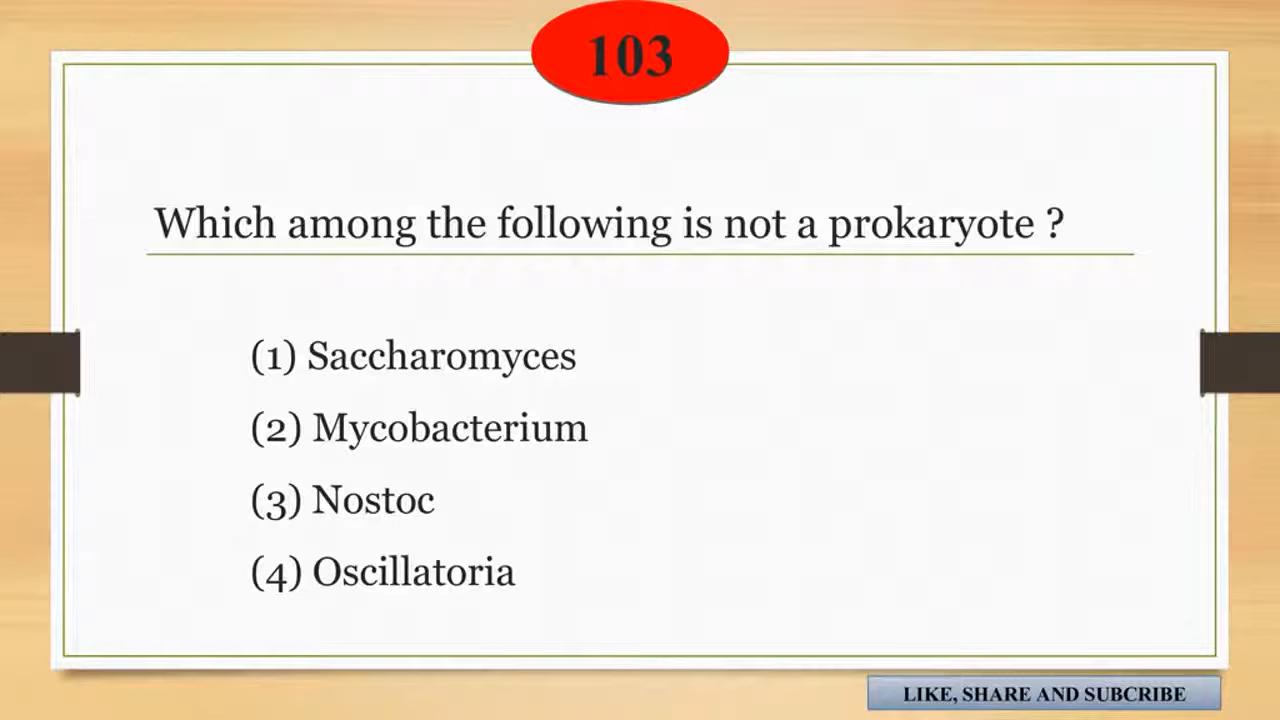 103
Which among the following is not a prokaryote ?
(1) Saccharomyces
(2) Mycobacterium
(3) Nostoc
(4) Oscillatoria
LIKE, SHARE AND SUBCRIBE